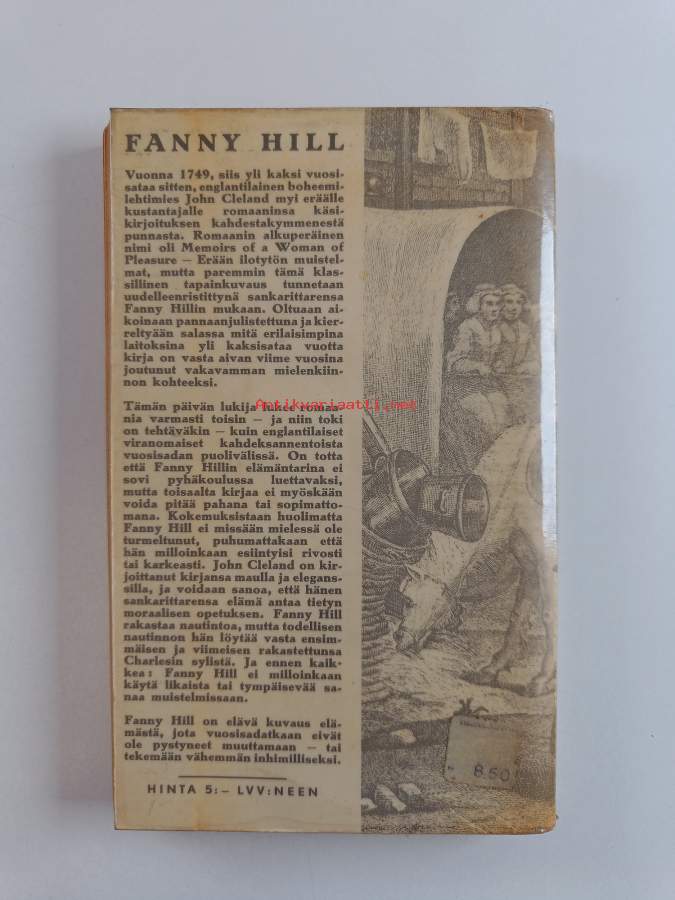 FANNY HILL
Vuonna 1749, siis yli kaksi vuosi-
sataa sitten, englantilainen boheemi-
lehtimies John Cleland myi eräälle
kustantajalle romaaninsa käsi-
kirjoituksen kahdestakymmenestä
punnasta. Romaanin alkuperäinen
nimi oli Memoirs of a Woman of
Pleasure — Erään ilotytön muistel-
mat, mutta paremmin tämä klas-
sillinen tapainkuvaus tunnetaan
uudelleenristittynä sankarittarensa
Fanny Hillin mukaan. Oltuaan ai-
koinaan pannaanjulistettuna ja kier-
reltyään salassa mitä erilaisimpina
laitoksina yli kaksisataa vuotta
kirja on vasta aivan viime vuosina
joutunut vakavamman mielenkiin-
non kohteeksi.
Antikvariaatti.net
Tämän päivän lukija lukee romaa-
nia varmasti toisin — ja niin toki
on tehtäväkin — kuin englantilaiset
viranomaiset kahdeksannentoista
vuosisadan puolivälissä. On totta
että Fanny Hillin elämäntarina ei
sovi pyhäkoulussa luettavaksi,
mutta toisaalta kirjaa ei myöskään
voida pitää pahana tai sopimatto-
mana. Kokemuksistaan huolimatta
Fanny Hill ei missään mielessä ole
turmeltunut, puhumattakaan että
hän milloinkaan esiintyisi rivosti
tai karkeasti. John Cleland on kir-
joittanut kirjansa maulla ja eleganssi-
silla, ja voidaan sanoa, että hänen
sankarittarensa elämä antaa tietyn
moraalisen opetuksen. Fanny Hill
rakastaa nautintoa, mutta todellisen
nautinnon hän löytää vasta ensim-
mäisen ja viimeisen rakastettunsa
Charlesin sylistä. Ja ennen kaik-
kea: Fanny Hill ei milloinkaan
käytä likaista tai tympäisevää sa-
naa muistelmissaan.
Fanny Hill on elävä kuvaus elä-
mästä, jota vuosisadatkaan eivät
ole pystyneet muuttamaan — tai
tekemään vähemmän inhimilliseksi.
HINTA 5:— LVV:NEEN
850